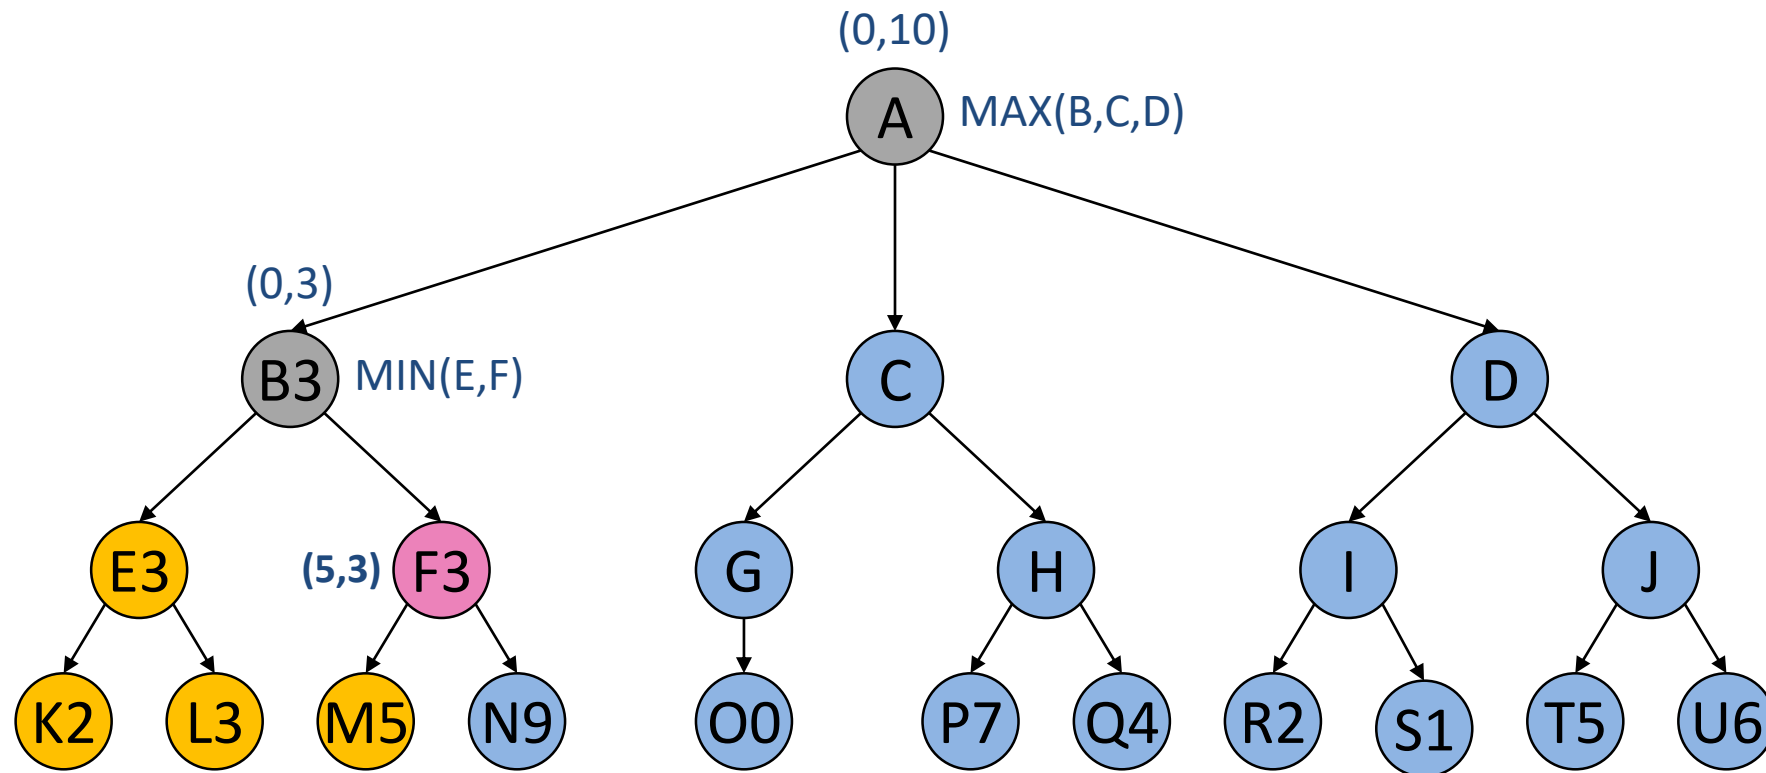 (0,10)
A MAX(B,C,D)
(0,3)
B3 MIN(E,F) C D
E3 (5,3) F3 G H I J
K2 L3 M5 N9 O0 P7 Q4 R2 S1 T5 U6